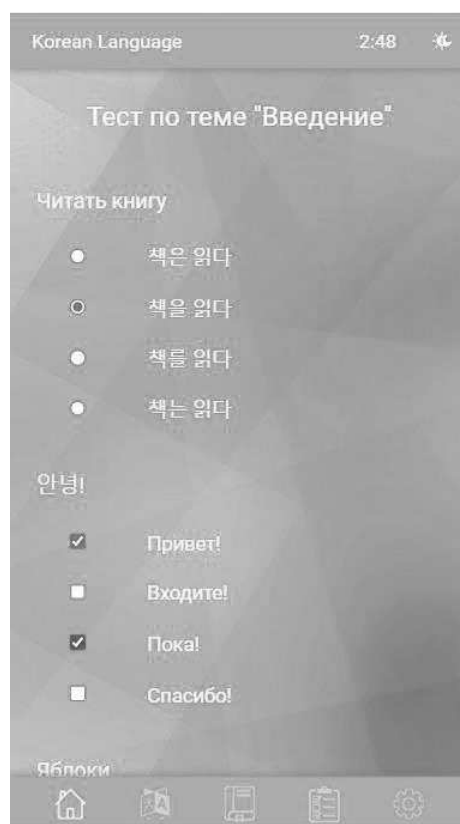 Korean Language 2:48
Тест по теме "Введение"
Читать книгу
책은 읽다
책을 읽다
책를 읽다
책는 읽다
안녕!
Привет!
Входите!
Пока!
Спасибо!
Яблоки